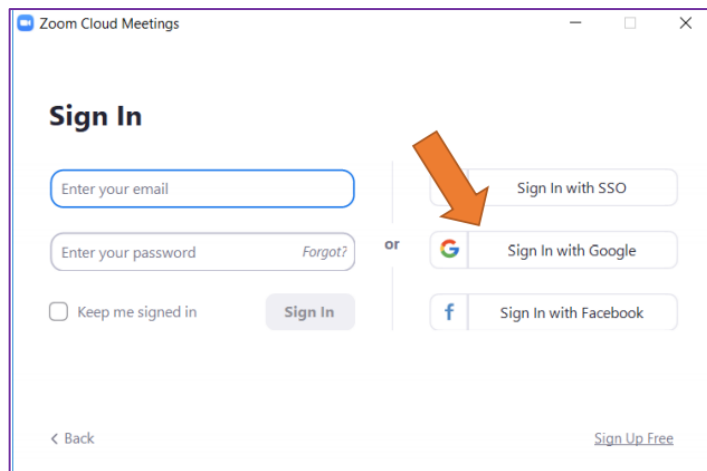 Zoom Cloud Meetings
Sign In
Enter your email
Enter your password Forgot?
Keep me signed in Sign In
or
Sign In with SSO
G Sign In with Google
f Sign In with Facebook
< Back
Sign Up Free